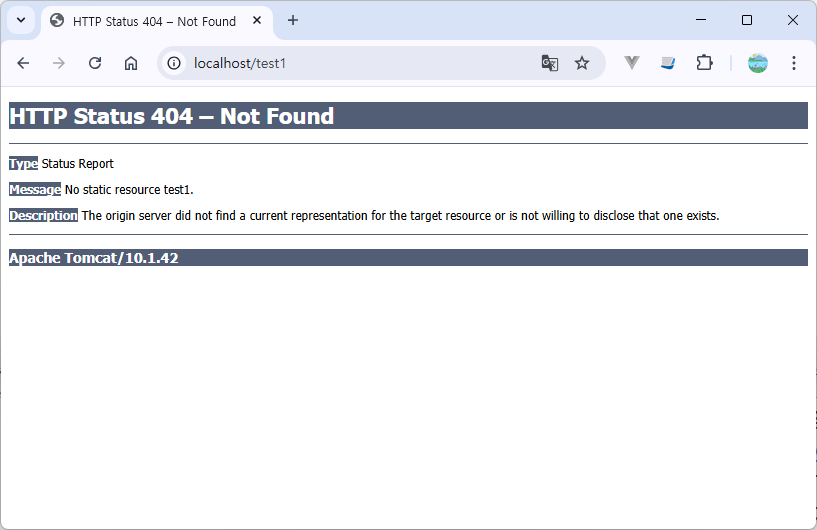 HTTP Status 404 – Not Found
localhost/test1
HTTP Status 404 – Not Found
Type Status Report
Message No static resource test1.
Description The origin server did not find a current representation for the target resource or is not willing to disclose that one exists.
Apache Tomcat/10.1.42